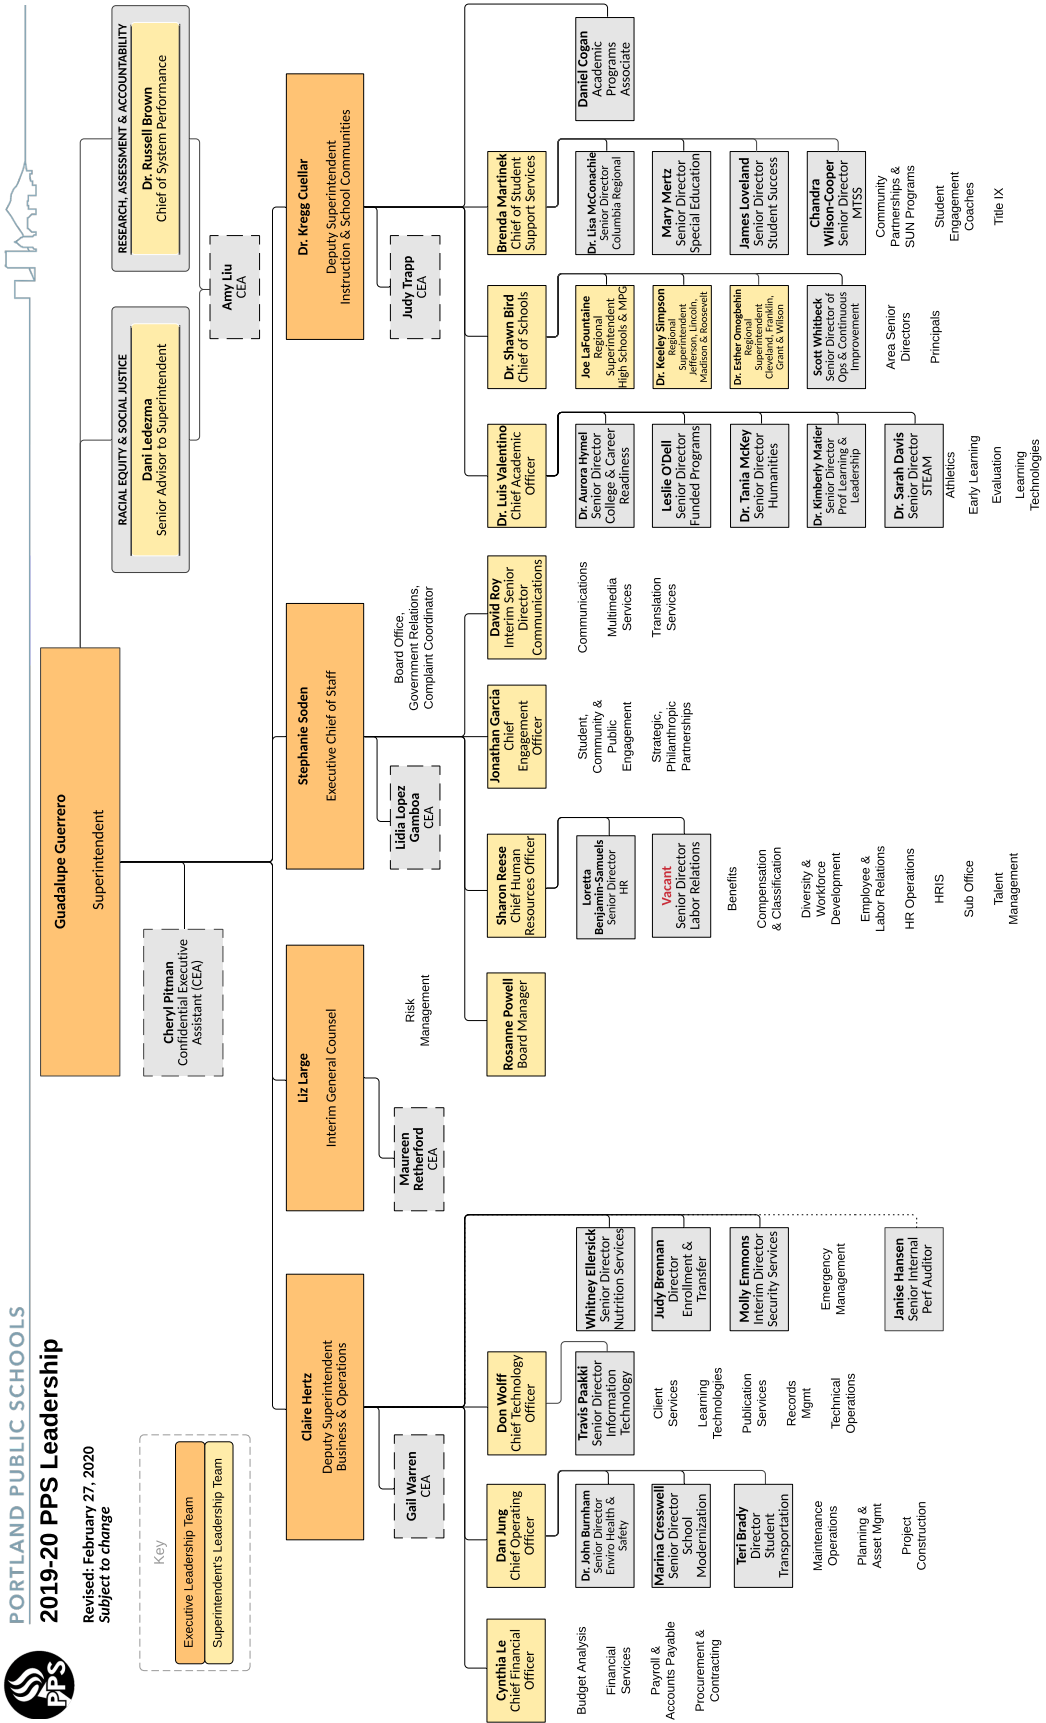 PPS
PORTLAND PUBLIC SCHOOLS
2019-20 PPS Leadership
Revised: February 27, 2020
Subject to change
Key
Executive Leadership Team
Superintendent's Leadership Team
Guadalupe Guerrero
Superintendent
Cheryl Pitman
Confidential Executive
Assistant (CEA)
RACIAL EQUITY & SOCIAL JUSTICE
Dani Ledezma
Senior Advisor to Superintendent
RESEARCH, ASSESSMENT & ACCOUNTABILITY
Dr. Russell Brown
Chief of System Performance
Amy Liu
CEA
Claire Hertz
Deputy Superintendent
Business & Operations
Gail Warren
CEA
Cynthia Le
Chief Financial
Officer
Budget Analysis
Financial
Services
Payroll &
Accounts Payable
Procurement &
Contracting
Dan Jung
Chief Operating
Officer
Dr. John Burnham
Senior Director
Enviro Health &
Safety
Marina Cresswell
Senior Director
School
Modernization
Teri Brady
Director
Student
Transportation
Maintenance
Operations
Planning &
Asset Mgmt
Project
Construction
Don Wolff
Chief Technology
Officer
Travis Paakki
Senior Director
Information
Technology
Client
Services
Learning
Technologies
Publication
Services
Records
Mgmt
Technical
Operations
Whitney Ellersick
Senior Director
Nutrition Services
Judy Brennan
Director
Enrollment &
Transfer
Molly Emmons
Interim Director
Security Services
Emergency
Management
Janise Hansen
Senior Internal
Perf Auditor
Liz Large
Interim General Counsel
Maureen
Retherford
CEA
Risk
Management
Stephanie Soden
Executive Chief of Staff
Lidia Lopez
Gamboa
CEA
Board Office,
Government Relations,
Complaint Coordinator
Rosanne Powell
Board Manager
Sharon Reese
Chief Human
Resources Officer
Loretta
Benjamin-Samuels
Senior Director
HR
Vacant
Senior Director
Labor Relations
Benefits
Compensation
& Classification
Diversity &
Workforce
Development
Employee &
Labor Relations
HR Operations
HRIS
Sub Office
Talent
Management
Jonathan Garcia
Chief
Engagement
Officer
Student,
Community &
Public
Engagement
Strategic,
Philanthropic
Partnerships
David Roy
Interim Senior
Director
Communications
Communications
Multimedia
Services
Translation
Services
Dr. Kregg Cuellar
Deputy Superintendent
Instruction & School Communities
Judy Trapp
CEA
Dr. Luis Valentino
Chief Academic
Officer
Dr. Aurora Hymel
Senior Director
College & Career
Readiness
Leslie O'Dell
Senior Director
Funded Programs
Dr. Tania McKey
Senior Director
Humanities
Dr. Kimberly Matier
Senior Director
Prof Learning &
Leadership
Dr. Sarah Davis
Senior Director
STEAM
Athletics
Early Learning
Evaluation
Learning
Technologies
Dr. Shawn Bird
Chief of Schools
Joe LaFountaine
Regional
Superintendent
High Schools & MPG
Dr. Keeley Simpson
Regional
Superintendent
Jefferson, Lincoln,
Madison & Roosevelt
Dr. Esther Omogbehin
Regional
Superintendent
Cleveland, Franklin,
Grant & Wilson
Scott Whitbeck
Senior Director of
Ops & Continuous
Improvement
Area Senior
Directors
Principals
Brenda Martinek
Chief of Student
Support Services
Dr. Lisa McConachie
Senior Director
Columbia Regional
Mary Mertz
Senior Director
Special Education
James Loveland
Senior Director
Student Success
Chandra
Wilson-Cooper
Senior Director
MTSS
Community
Partnerships &
SUN Programs
Student
Engagement
Coaches
Title IX
Daniel Cogan
Academic
Programs
Associate